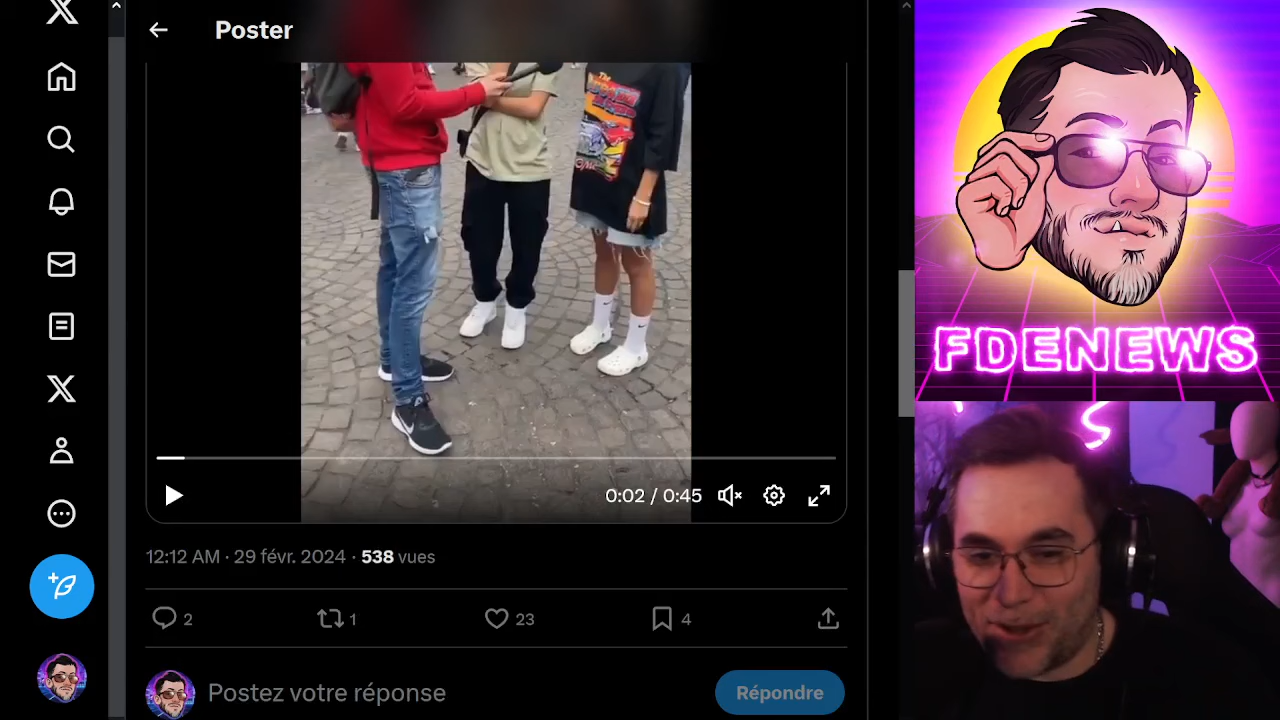 Poster
0:02 / 0:45
12:12 AM · 29 févr. 2024 · 538 vues
2
1
23
4
Postez votre réponse
Répondre
FDENEWS